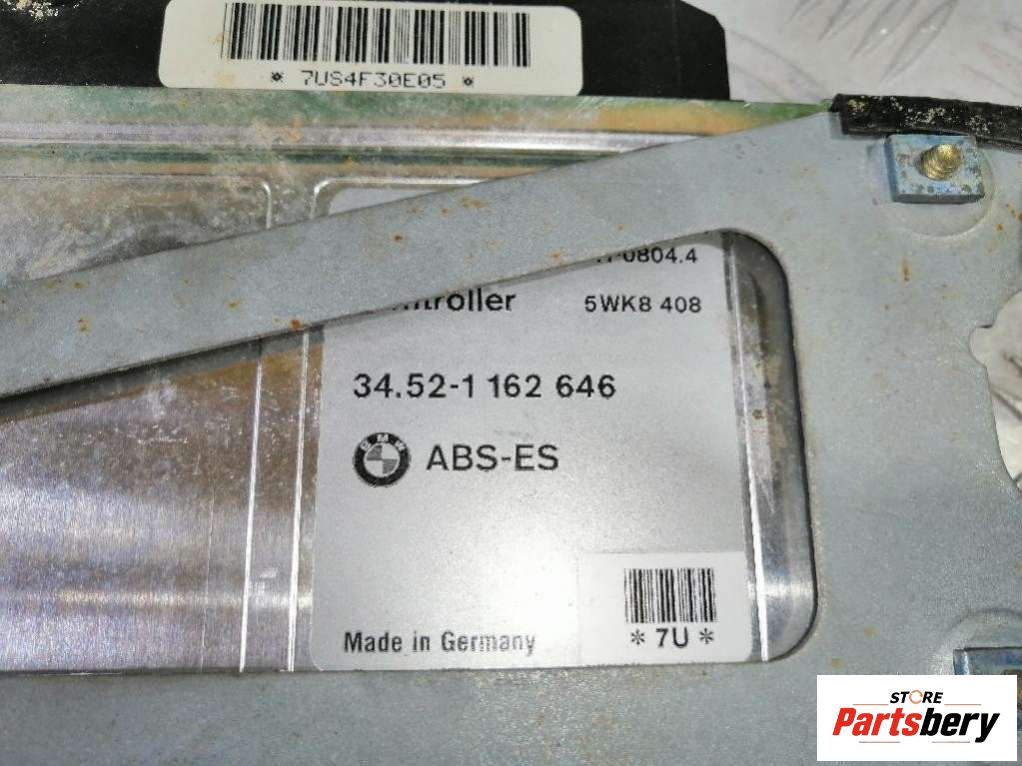 * 7US4F30E05 *
0804.4
5WK8 408
34.52-1 162 646
BMW
ABS-ES
Made in Germany
* 7U *
STORE
Partsbery